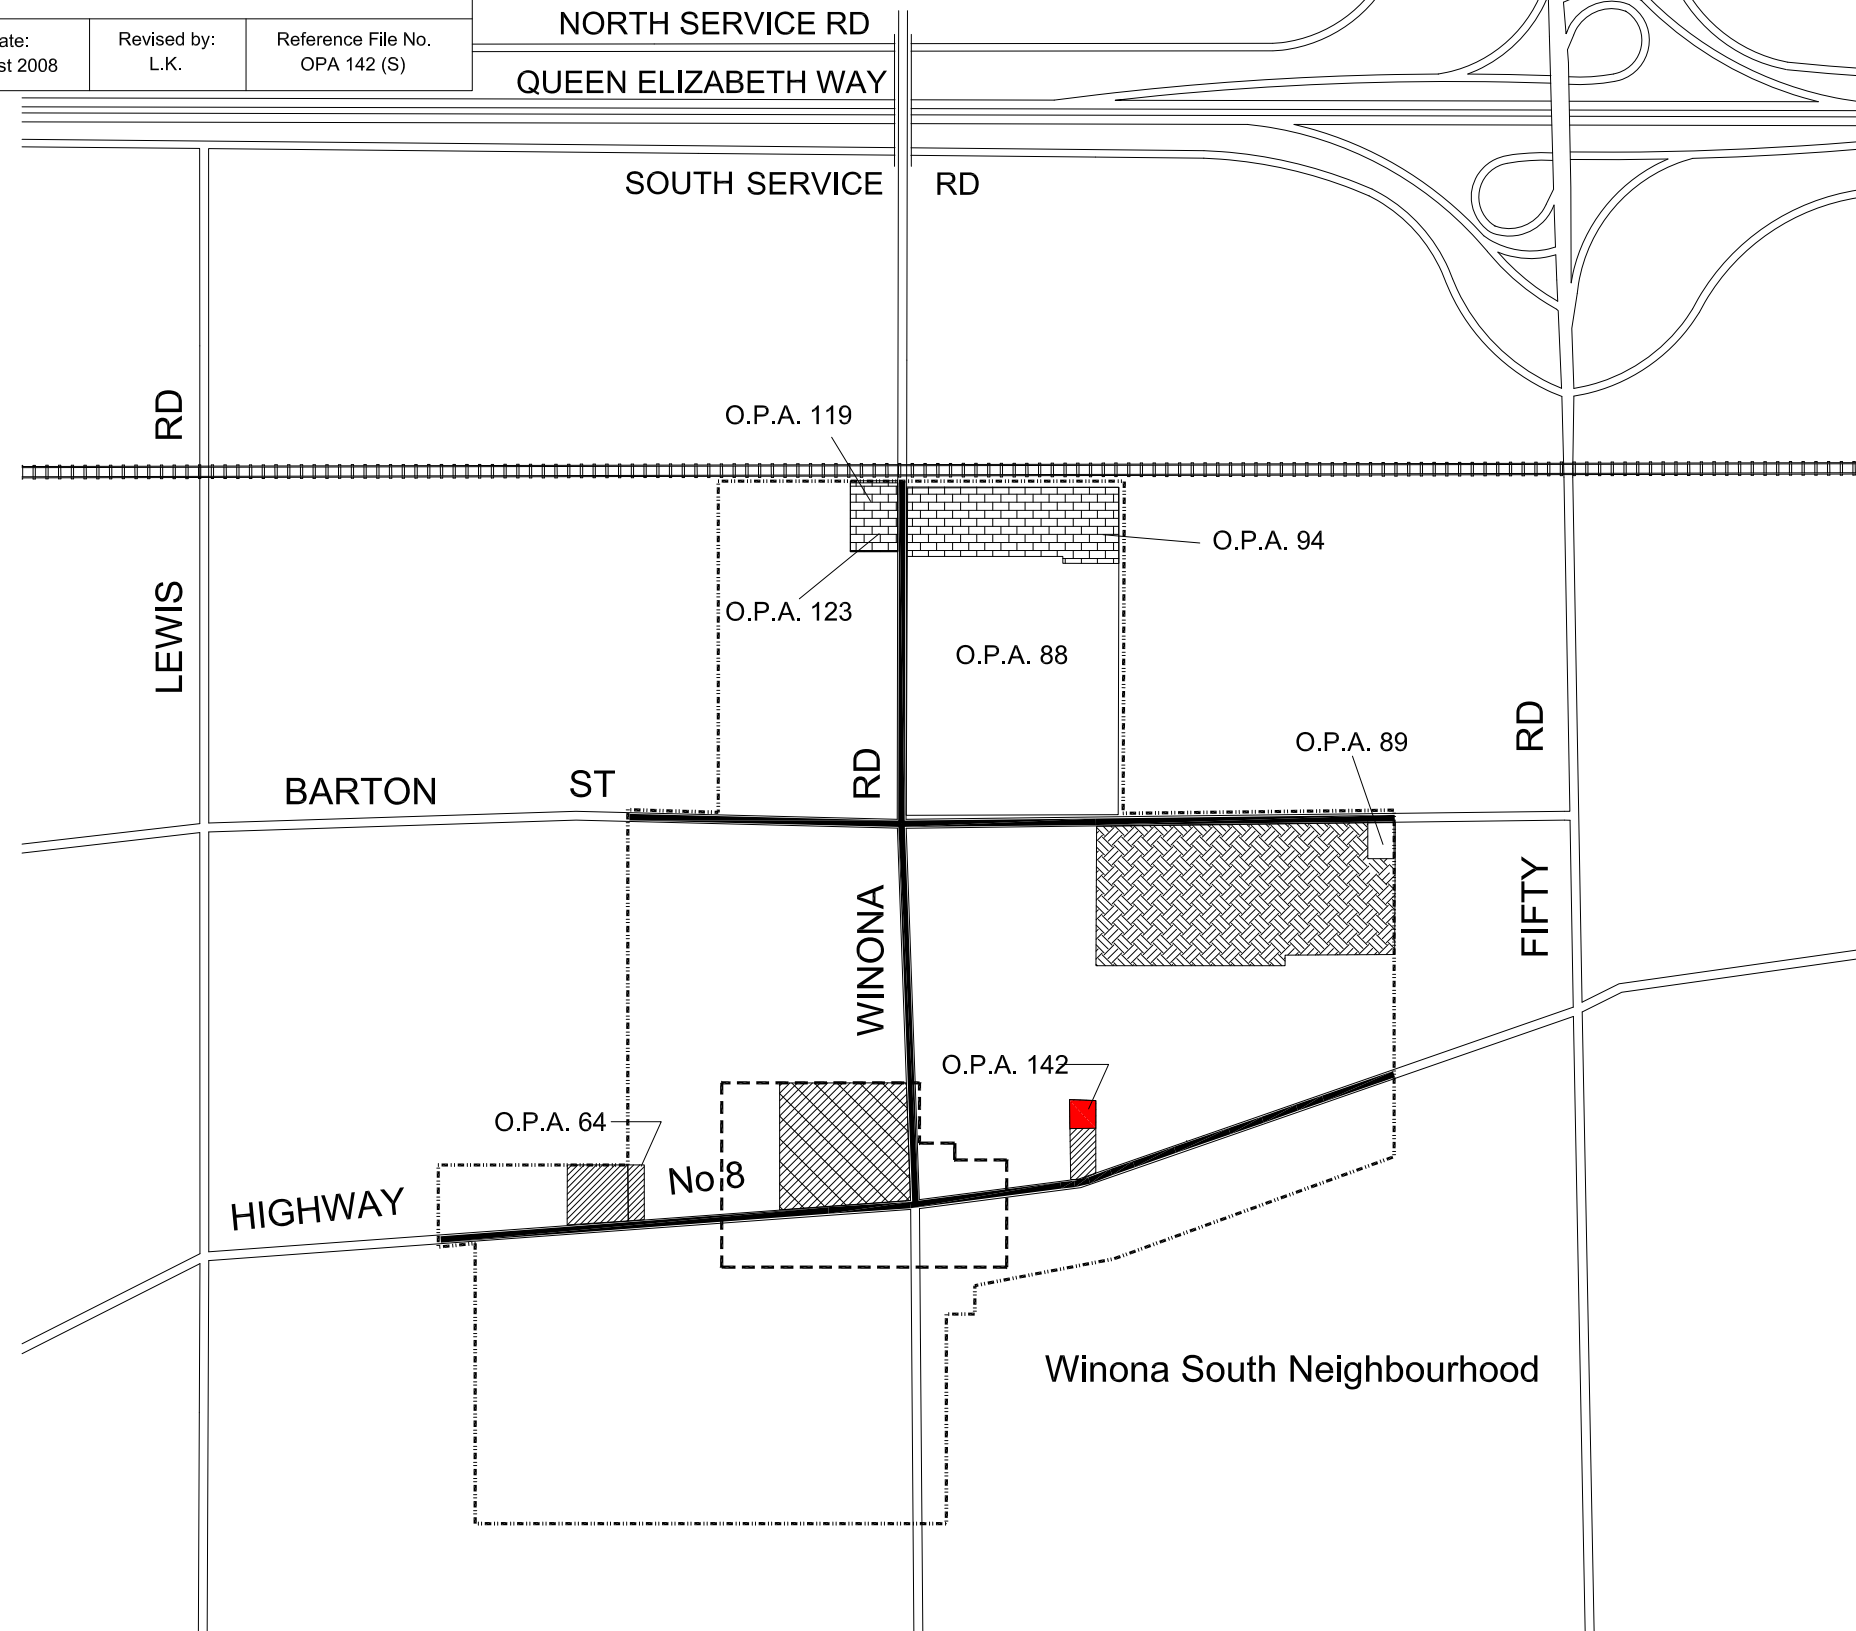 ate:
st 2008
Revised by:
L.K.
Reference File No.
OPA 142 (S)
NORTH SERVICE RD
QUEEN ELIZABETH WAY
SOUTH SERVICE RD
LEWIS RD
O.P.A. 119
O.P.A. 94
O.P.A. 123
O.P.A. 88
O.P.A. 89
BARTON ST
WINONA RD
FIFTY RD
O.P.A. 142
O.P.A. 64
HIGHWAY No 8
Winona South Neighbourhood